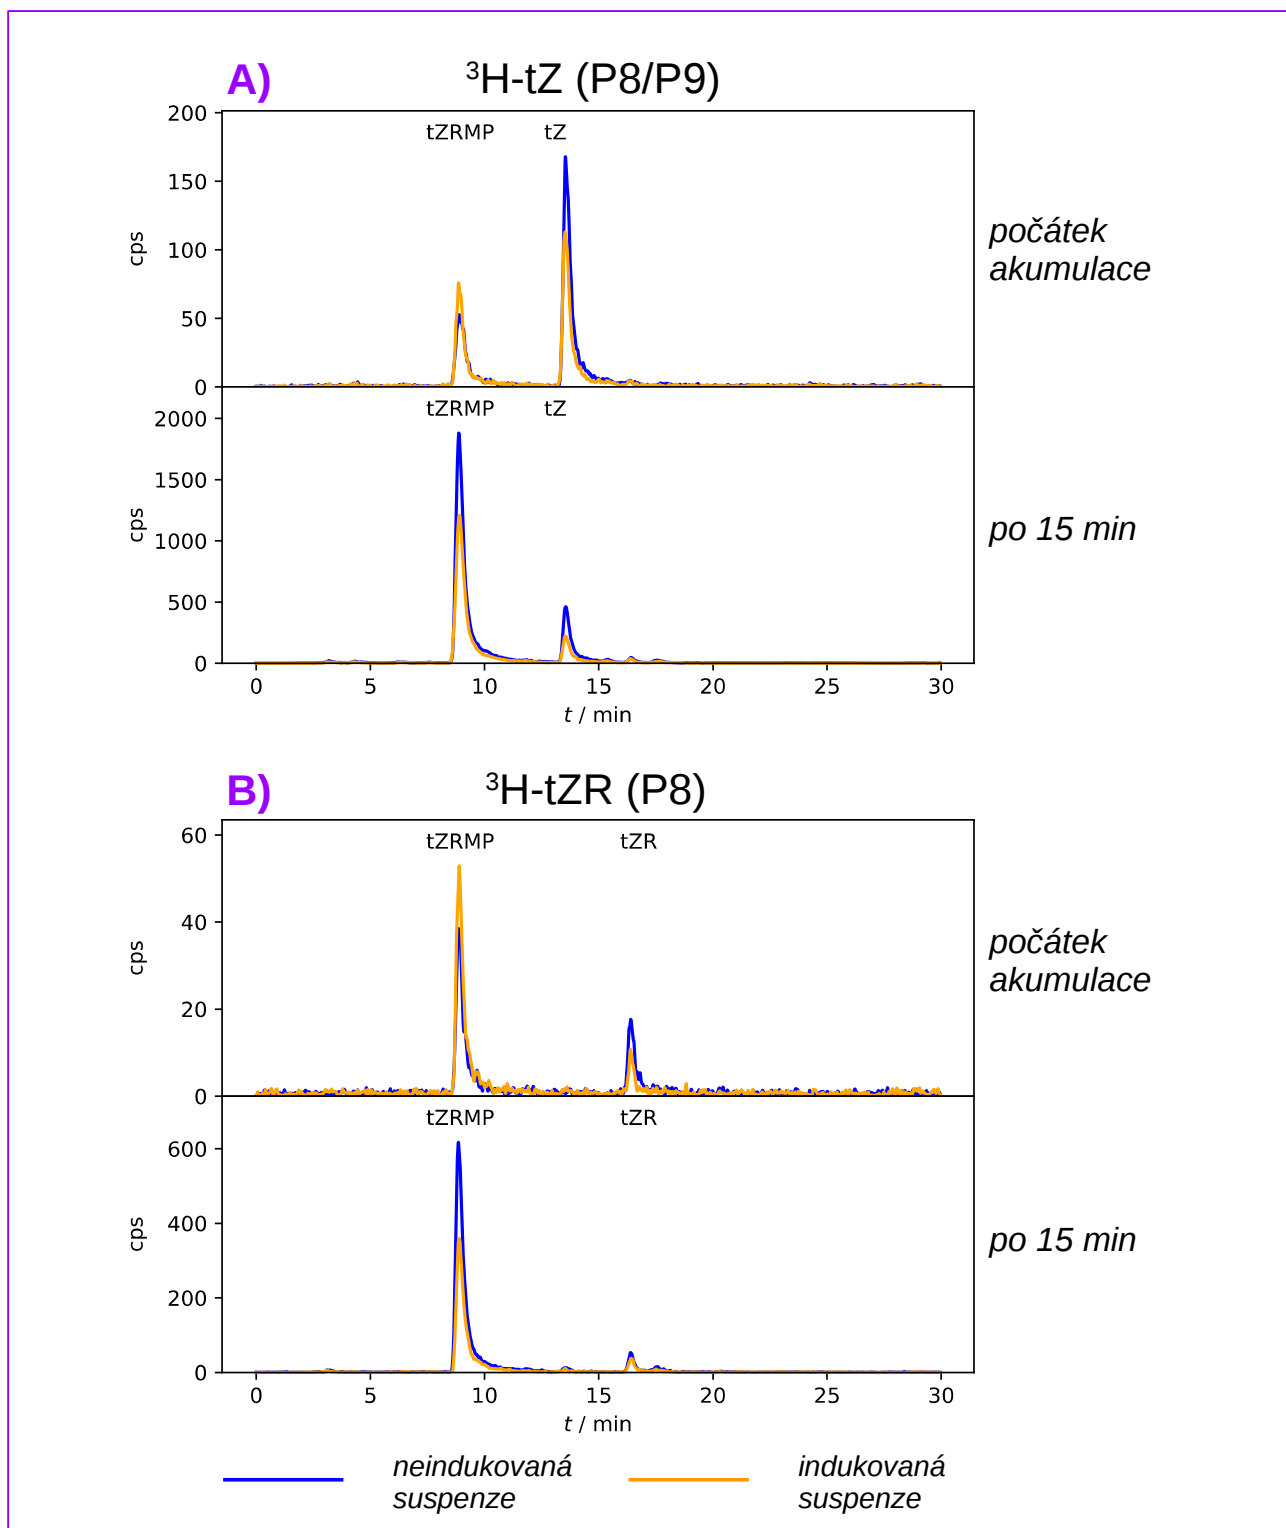 A) ³H-tZ (P8/P9)
200
tZRMP tZ
150
cps
100
50
0
počátek
akumulace
tZRMP tZ
2000
1500
cps
1000
500
0
po 15 min
0 5 10 15 20 25 30
t / min
B) ³H-tZR (P8)
60
tZRMP tZR
40
cps
20
0
počátek
akumulace
tZRMP tZR
600
400
cps
200
0
po 15 min
0 5 10 15 20 25 30
t / min
neindukovaná
suspenze
indukovaná
suspenze